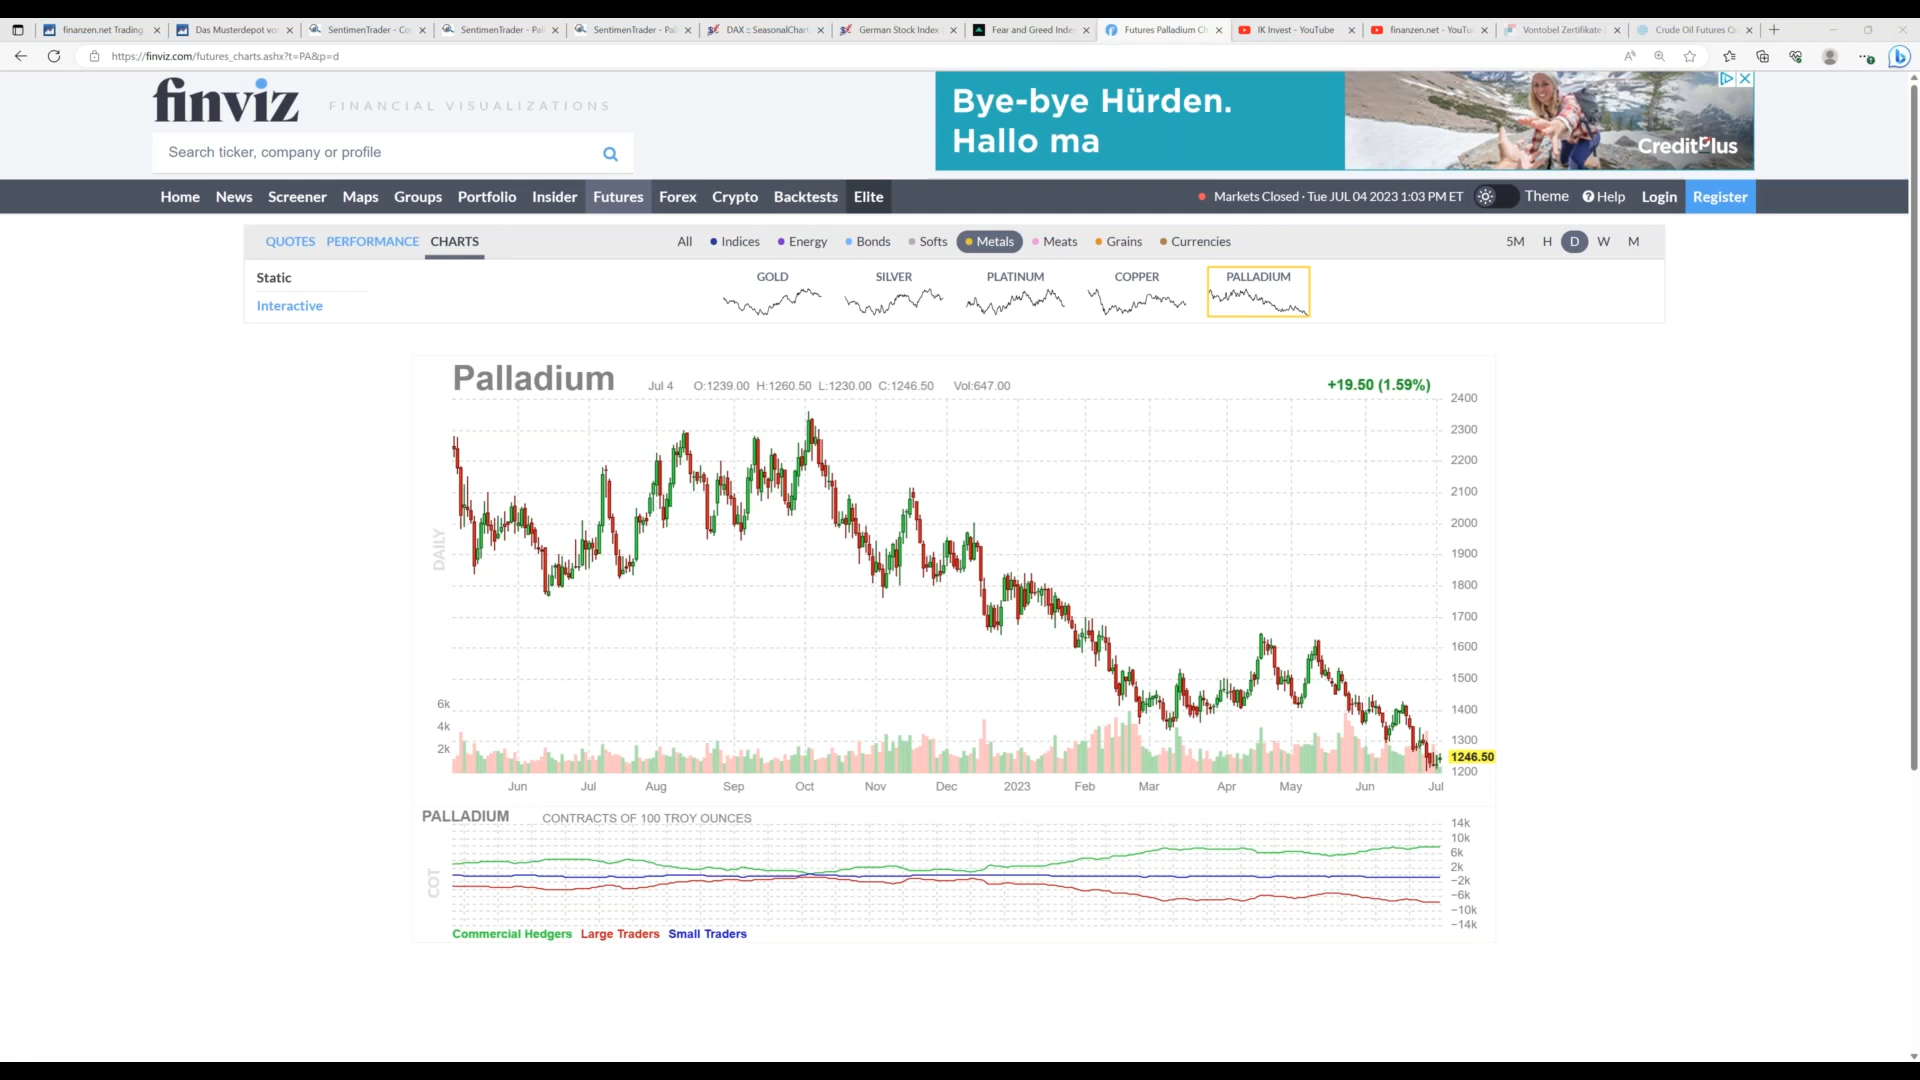 finanzen.net Trading
Das Musterdepot vo
SentimenTrader - Co
SentimenTrader - Pal
SentimenTrader - Pal
DAX :: SeasonalChart
German Stock Index
Fear and Greed Inde
Futures Palladium Ch
IK Invest - YouTube
finanzen.net - YouTu
Vontobel Zertifikate
Crude Oil Futures Q
https://finviz.com/futures_charts.ashx?t=PA&p=d
finviz
FINANCIAL VISUALIZATIONS
Bye-bye Hürden.
Hallo ma
CreditPlus
Search ticker, company or profile
Home News Screener Maps Groups Portfolio Insider Futures Forex Crypto Backtests Elite
Markets Closed · Tue JUL 04 2023 1:03 PM ET Theme Help Login Register
QUOTES PERFORMANCE CHARTS
All Indices Energy Bonds Softs Metals Meats Grains Currencies
5M H D W M
Static
Interactive
GOLD SILVER PLATINUM COPPER PALLADIUM
Palladium Jul 4 O:1239.00 H:1260.50 L:1230.00 C:1246.50 Vol:647.00 +19.50 (1.59%)
2400
2300
2200
2100
2000
1900
1800
1700
1600
1500
1400
1300
1246.50
1200
DAILY
6k
4k
2k
Jun Jul Aug Sep Oct Nov Dec 2023 Feb Mar Apr May Jun Jul
PALLADIUM CONTRACTS OF 100 TROY OUNCES
14k
10k
6k
2k
−2k
−6k
−10k
−14k
COT
Commercial Hedgers Large Traders Small Traders